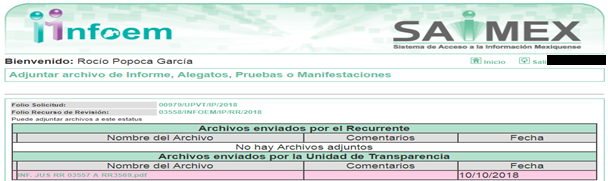 infoem
SAIMEX
Sistema de Acceso a la Información Mexiquense
Bienvenido: Rocío Popoca García
Inicio
Adjuntar archivo de Informe, Alegatos, Pruebas o Manifestaciones
Folio Solicitud: 00079/UPVT/IP/2018
Folio Recurso de Revisión: 03558/INFOEM/IP/RR/2018
Puede adjuntar archivos a este estatus
Archivos enviados por el Recurrente
Nombre del Archivo Comentarios Fecha
No hay Archivos adjuntos
Archivos enviados por la Unidad de Transparencia
Nombre del Archivo Comentarios Fecha
INF. JUS RR 03557 A RR3569.pdf 10/10/2018